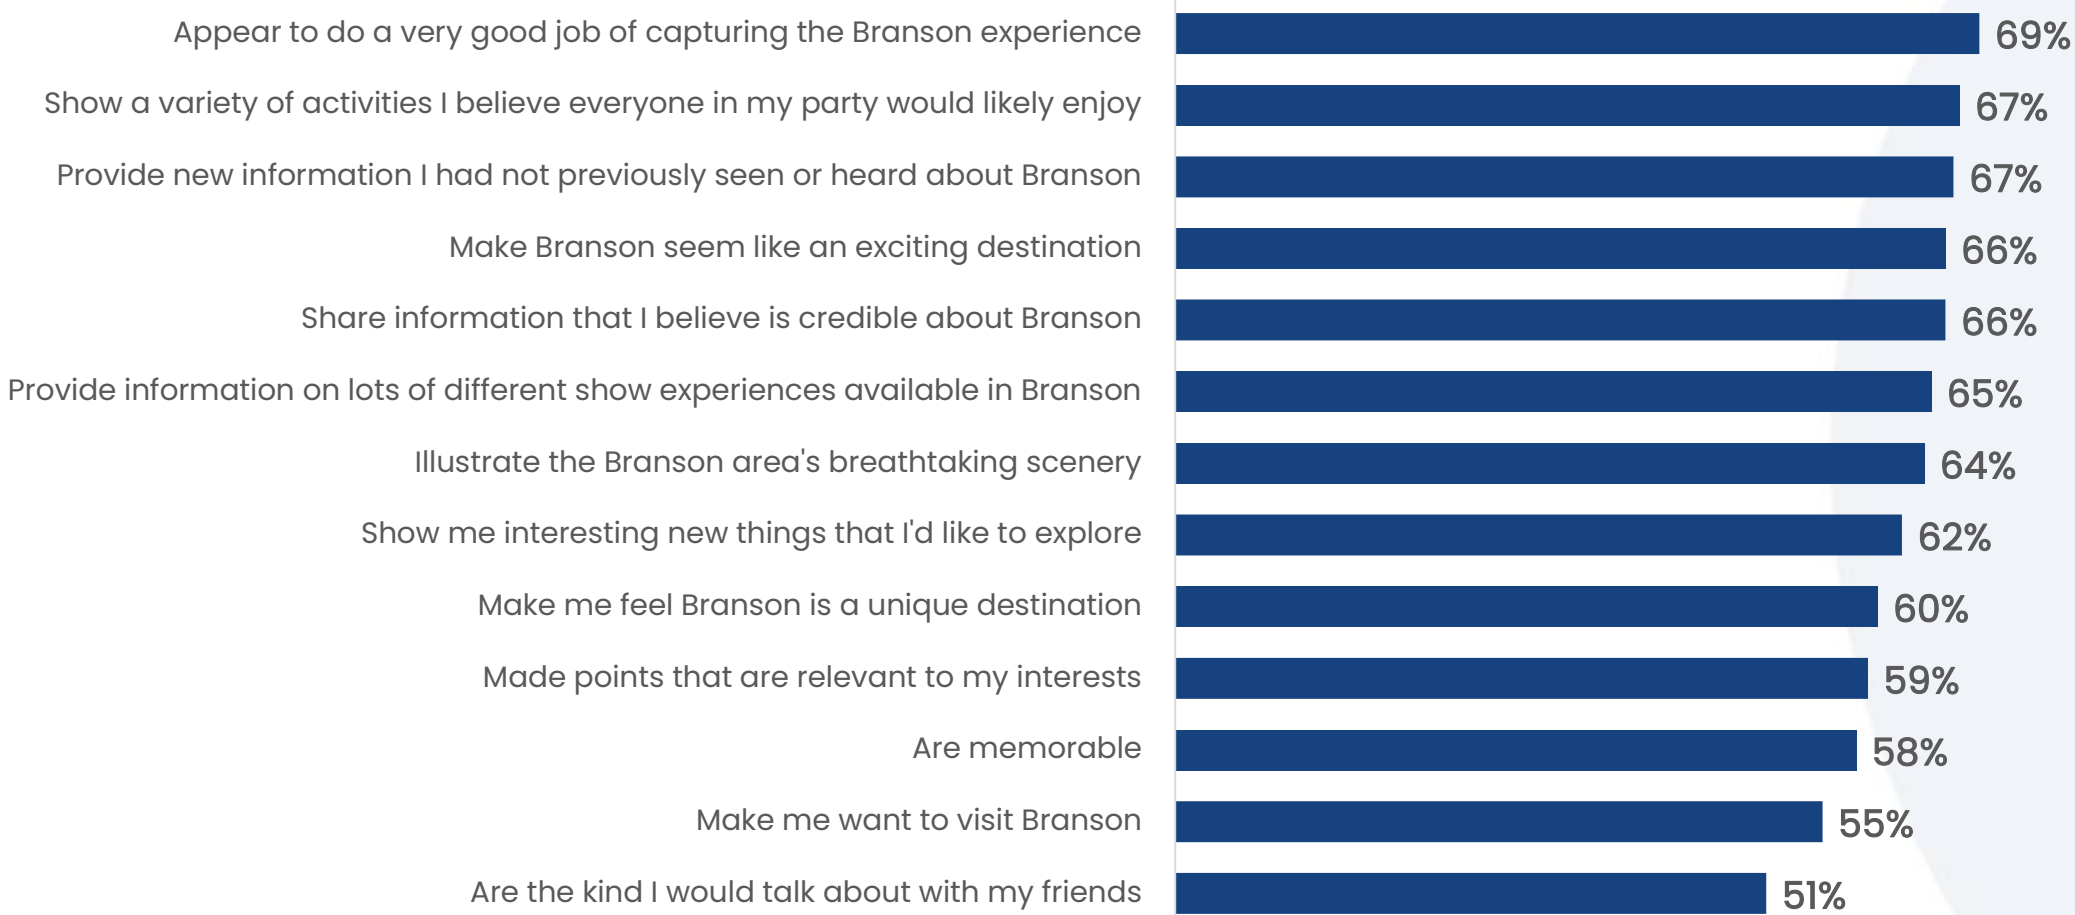 Appear to do a very good job of capturing the Branson experience 69%
Show a variety of activities I believe everyone in my party would likely enjoy 67%
Provide new information I had not previously seen or heard about Branson 67%
Make Branson seem like an exciting destination 66%
Share information that I believe is credible about Branson 66%
Provide information on lots of different show experiences available in Branson 65%
Illustrate the Branson area's breathtaking scenery 64%
Show me interesting new things that I'd like to explore 62%
Make me feel Branson is a unique destination 60%
Made points that are relevant to my interests 59%
Are memorable 58%
Make me want to visit Branson 55%
Are the kind I would talk about with my friends 51%